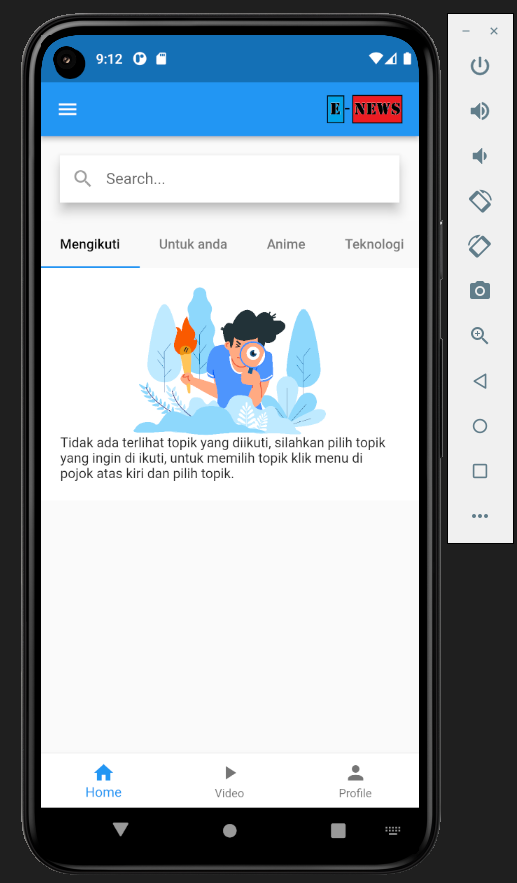 9:12
E-NEWS
Search...
Mengikuti Untuk anda Anime Teknologi
Tidak ada terlihat topik yang diikuti, silahkan pilih topik
yang ingin di ikuti, untuk memilih topik klik menu di
pojok atas kiri dan pilih topik.
Home Video Profile